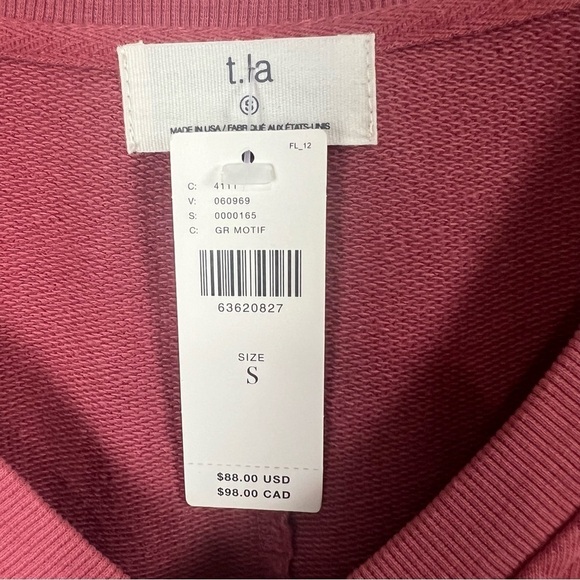 t.la
S
MADE IN USA / FABRIQUÉ AUX ÉTATS-UNIS
FL_12
C: 4111
V: 060969
S: 0000165
C: GR MOTIF
63620827
SIZE
S
$88.00 USD
$98.00 CAD